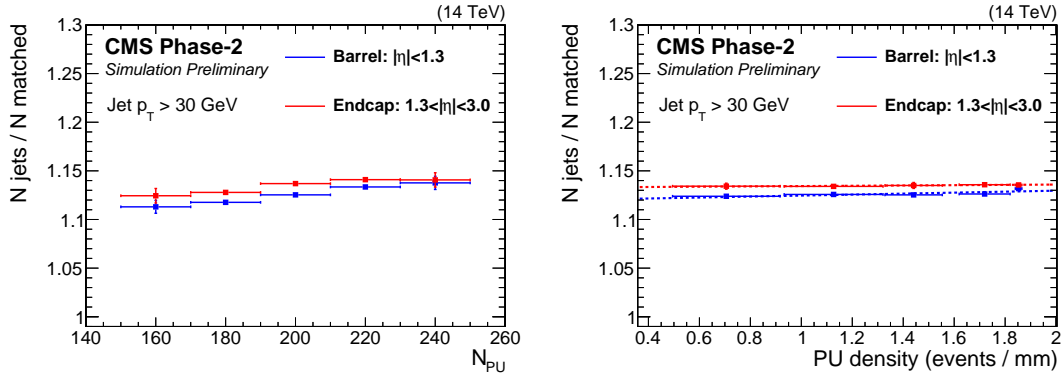 (14 TeV)
CMS Phase-2
Simulation Preliminary
Jet p_T > 30 GeV
Barrel: |η|<1.3
Endcap: 1.3<|η|<3.0
N jets / N matched
1.3
1.25
1.2
1.15
1.1
1.05
1
140 160 180 200 220 240 260
N_PU
(14 TeV)
CMS Phase-2
Simulation Preliminary
Jet p_T > 30 GeV
Barrel: |η|<1.3
Endcap: 1.3<|η|<3.0
N jets / N matched
1.3
1.25
1.2
1.15
1.1
1.05
1
0.4 0.6 0.8 1 1.2 1.4 1.6 1.8 2
PU density (events / mm)